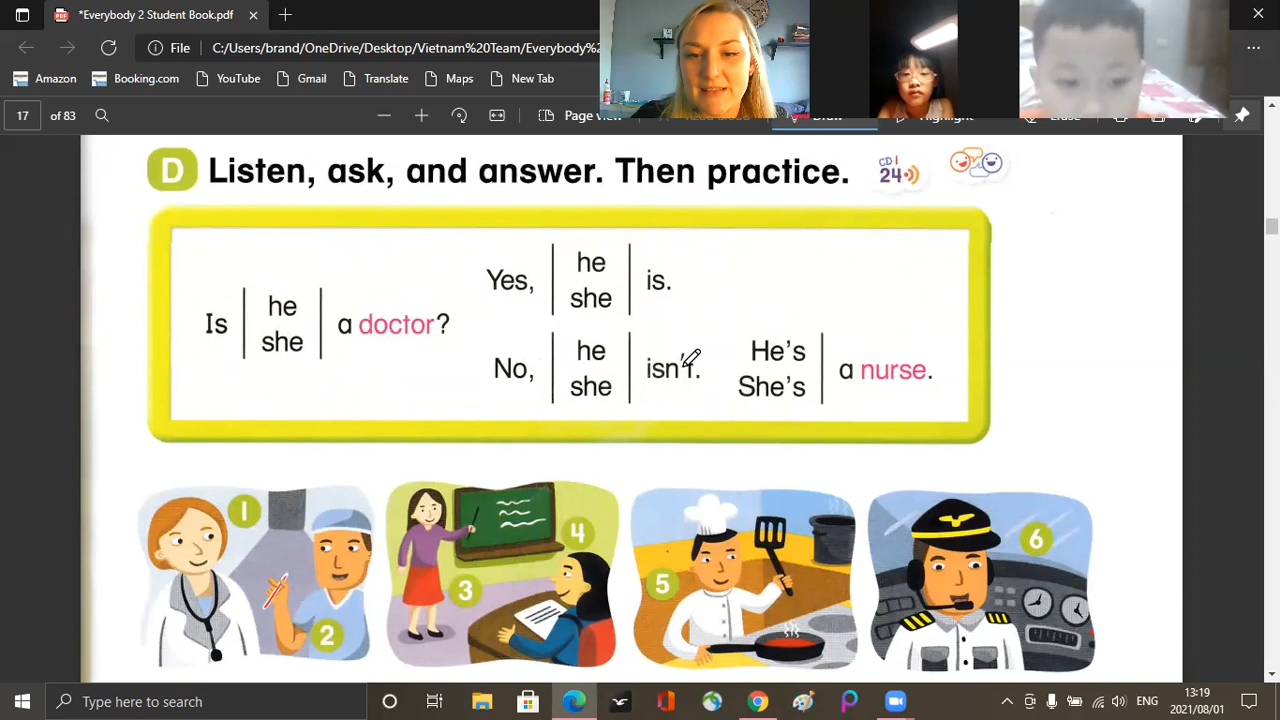 *Everybody 2 Student Book.pdf
File C:/Users/brand/OneDrive/Desktop/Vietnam%20Team/Everybody%
Amazon Booking.com YouTube Gmail Translate Maps New Tab
17 of 83 Page view Draw Highlight Erase
D Listen, ask, and answer. Then practice. CD 1 24
Is he she a doctor?
Yes, he she is.
No, he she isn't. He's She's a nurse.
1
2
3
4
5
6
Type here to search
ENG
13:19
2021/08/01